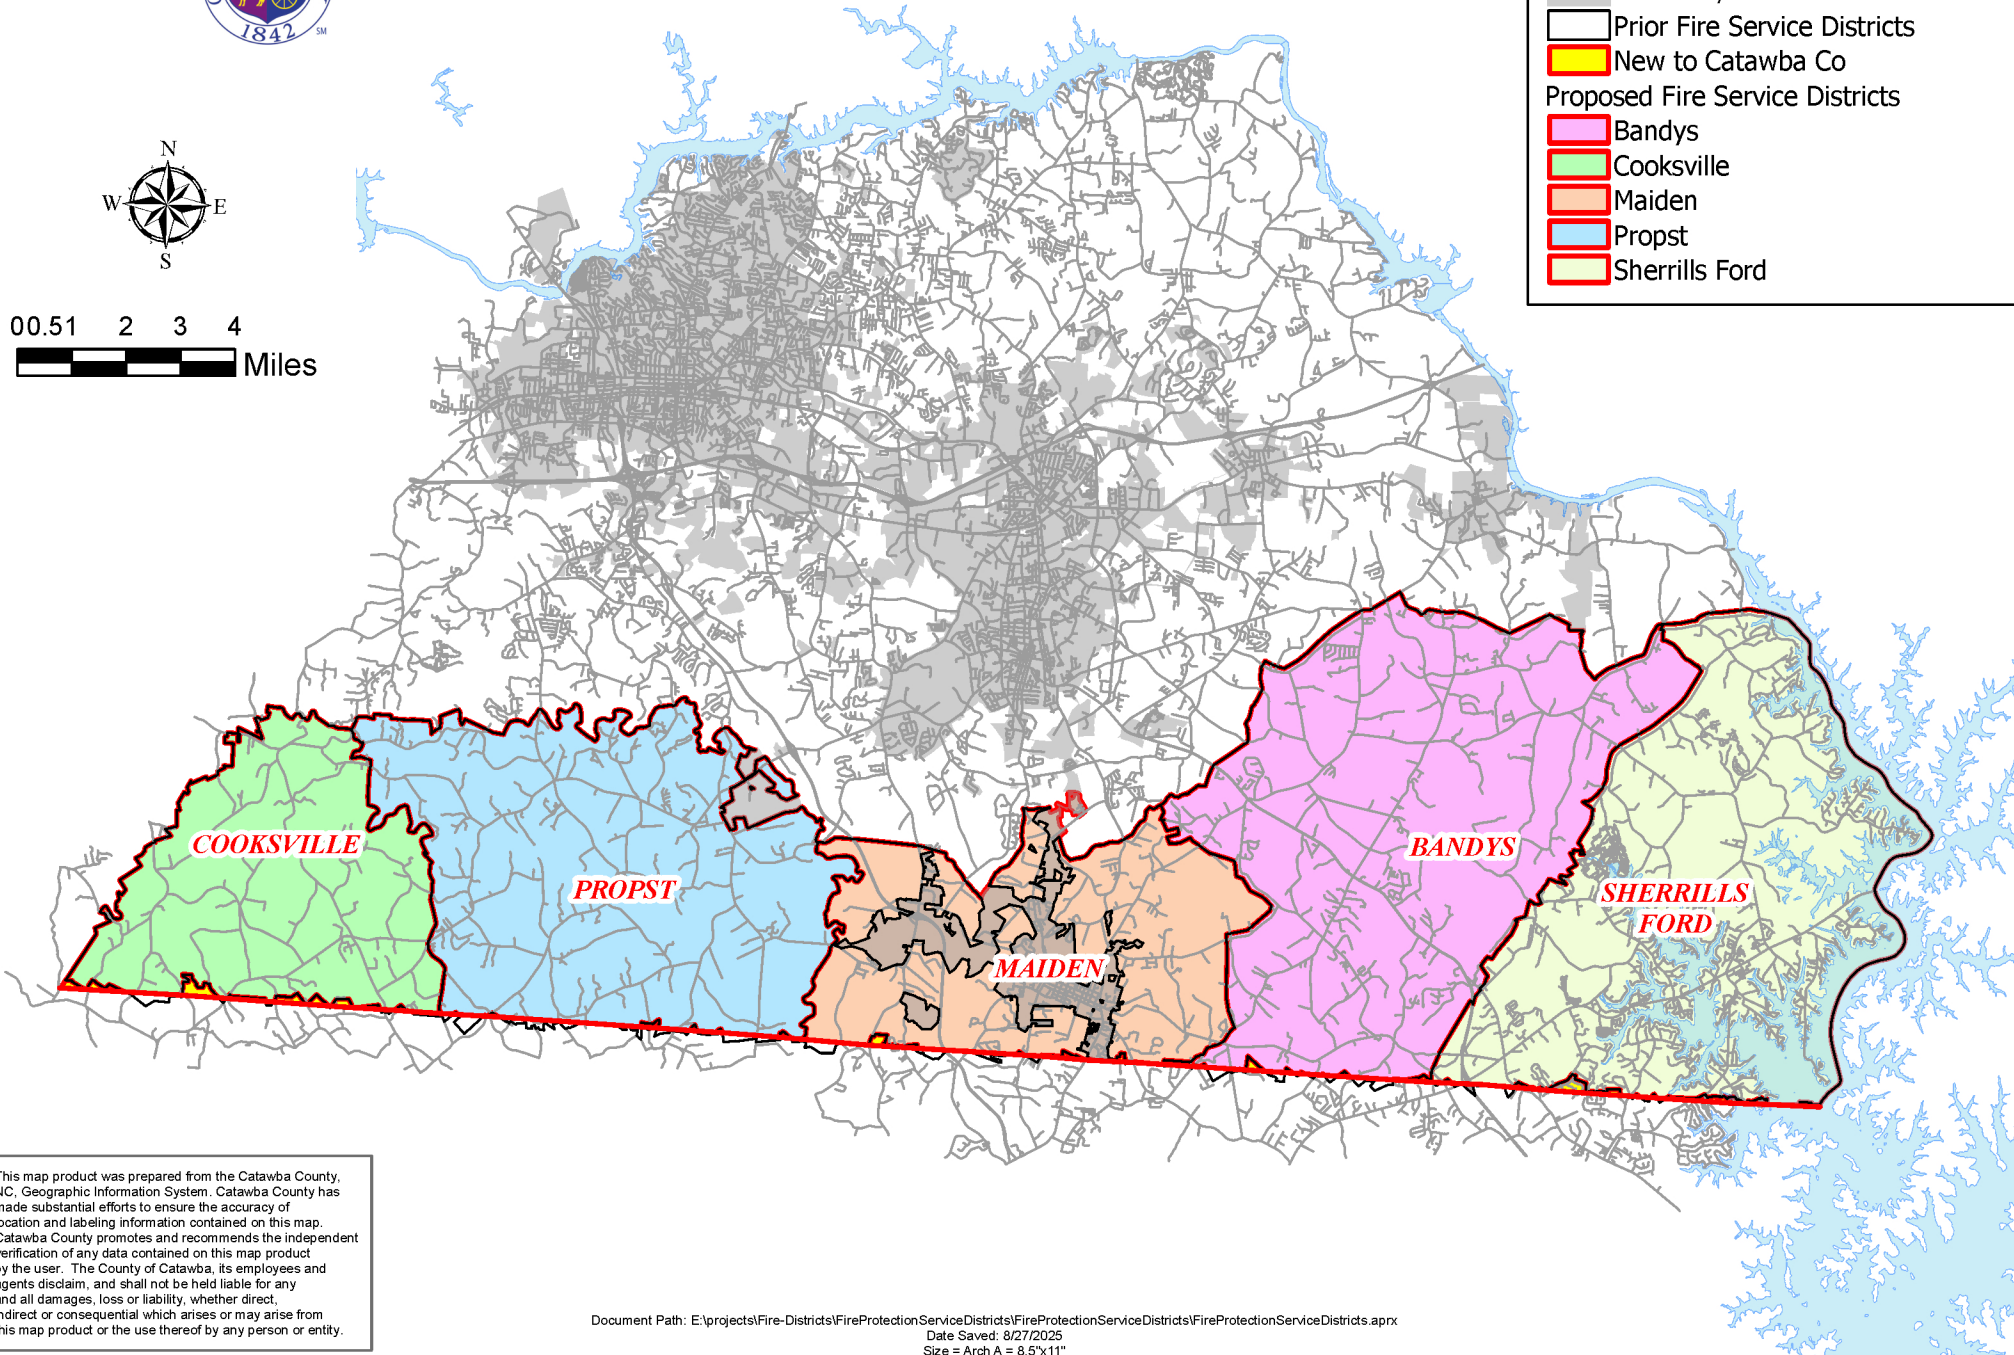 1842
SM
Prior Fire Service Districts
New to Catawba Co
Proposed Fire Service Districts
Bandys
Cooksville
Maiden
Propst
Sherrills Ford
N
W
E
S
00.51 2 3 4
Miles
COOKSVILLE
PROPST
MAIDEN
BANDYS
SHERRILLS
FORD
This map product was prepared from the Catawba County,
NC, Geographic Information System. Catawba County has
made substantial efforts to ensure the accuracy of
location and labeling information contained on this map.
Catawba County promotes and recommends the independent
verification of any data contained on this map product
by the user. The County of Catawba, its employees and
agents disclaim, and shall not be held liable for any
and all damages, loss or liability, whether direct,
indirect or consequential which arises or may arise from
this map product or the use thereof by any person or entity.
Document Path: E:\projects\Fire-Districts\FireProtectionServiceDistricts\FireProtectionServiceDistricts\FireProtectionServiceDistricts.aprx
Date Saved: 8/27/2025
Size = Arch A = 8.5"x11"